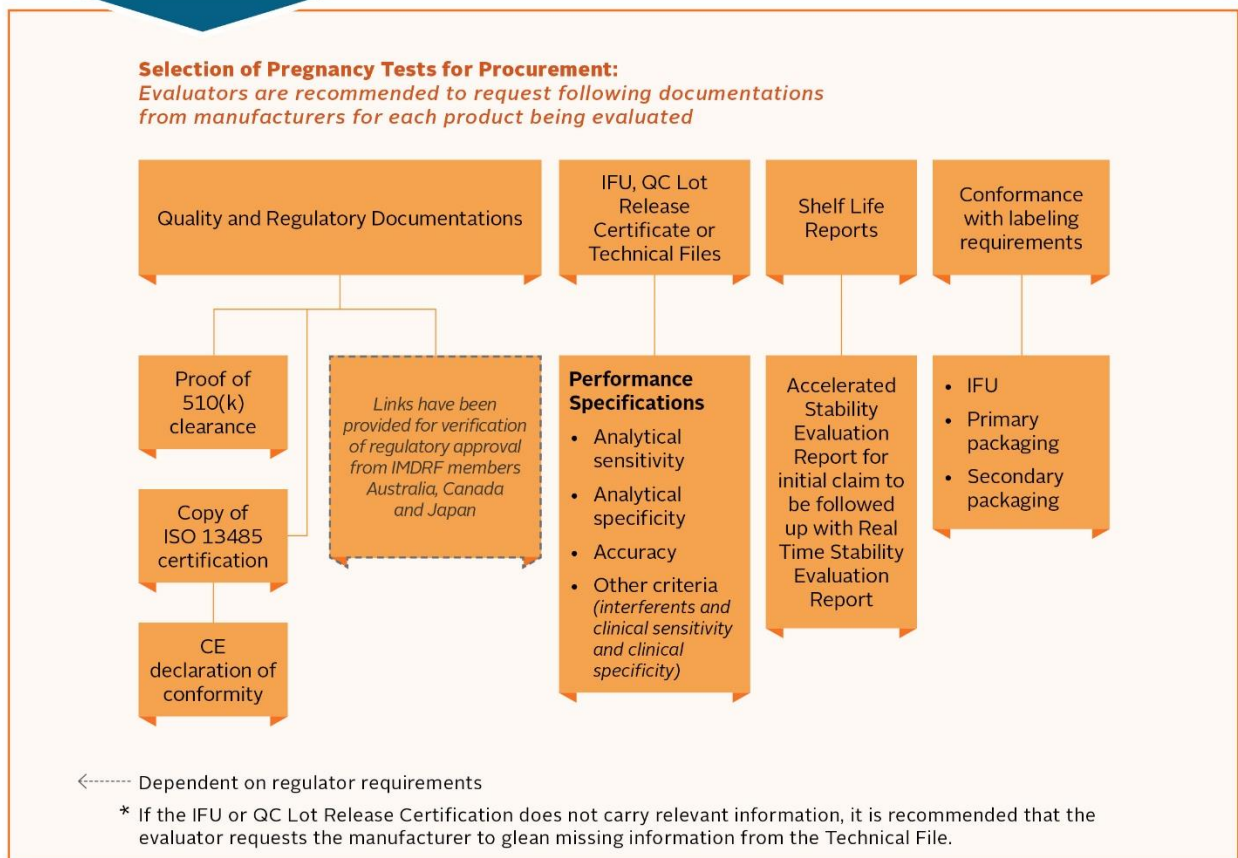 Selection of Pregnancy Tests for Procurement:
Evaluators are recommended to request following documentations
from manufacturers for each product being evaluated
Quality and Regulatory Documentations
IFU, QC Lot
Release
Certificate or
Technical Files
Shelf Life
Reports
Conformance
with labeling
requirements
Proof of
510(k)
clearance
Copy of
ISO 13485
certification
CE
declaration of
conformity
Links have been
provided for verification
of regulatory approval
from IMDRF members
Australia, Canada
and Japan
Performance
Specifications
• Analytical
sensitivity
• Analytical
specificity
• Accuracy
• Other criteria
(interferents and
clinical sensitivity
and clinical
specificity)
Accelerated
Stability
Evaluation
Report for
initial claim to
be followed
up with Real
Time Stability
Evaluation
Report
• IFU
• Primary
packaging
• Secondary
packaging
Dependent on regulator requirements
* If the IFU or QC Lot Release Certification does not carry relevant information, it is recommended that the
evaluator requests the manufacturer to glean missing information from the Technical File.